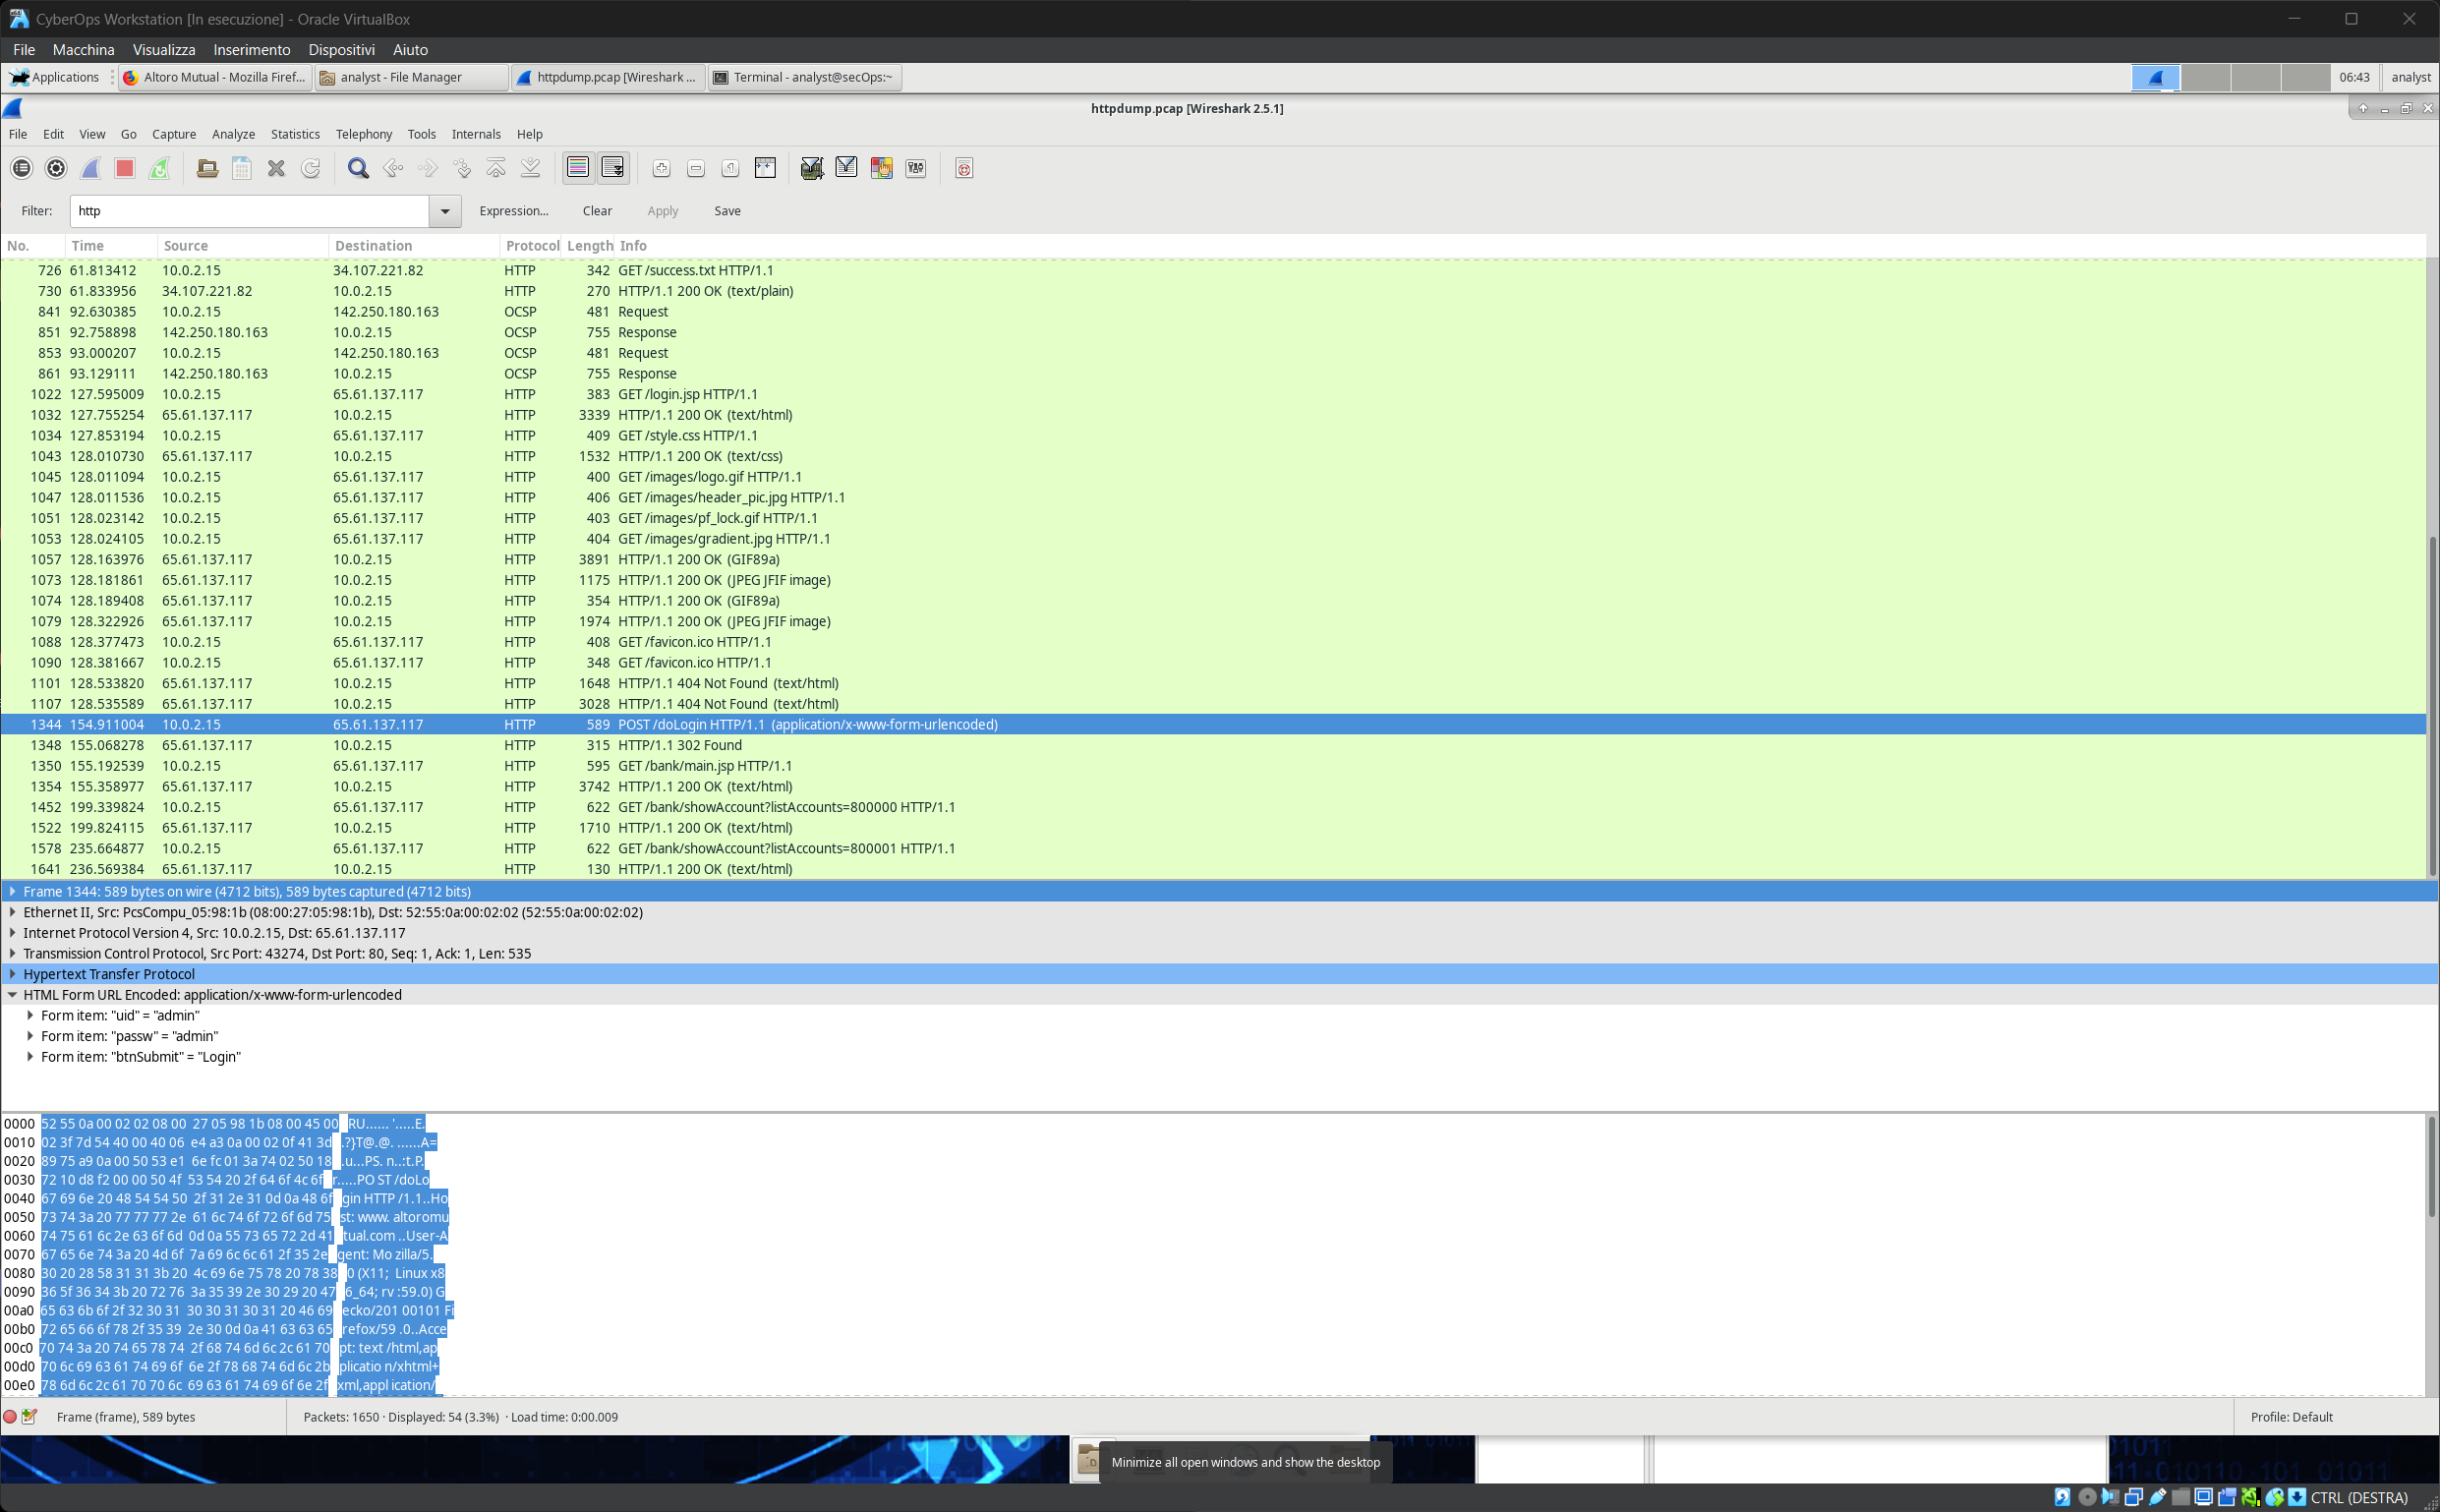 CyberOps Workstation [In esecuzione] - Oracle VirtualBox
File Macchina Visualizza Inserimento Dispositivi Aiuto
Applications Altoro Mutual - Mozilla Firef... analyst - File Manager httpdump.pcap [Wireshark ... Terminal - analyst@secOps:~ 06:43 analyst
httpdump.pcap [Wireshark 2.5.1]
File Edit View Go Capture Analyze Statistics Telephony Tools Internals Help
Filter: http Expression... Clear Apply Save
No. Time Source Destination Protocol Length Info
726 61.813412 10.0.2.15 34.107.221.82 HTTP 342 GET /success.txt HTTP/1.1
730 61.833956 34.107.221.82 10.0.2.15 HTTP 270 HTTP/1.1 200 OK (text/plain)
841 92.630385 10.0.2.15 142.250.180.163 OCSP 481 Request
851 92.758898 142.250.180.163 10.0.2.15 OCSP 755 Response
853 93.000207 10.0.2.15 142.250.180.163 OCSP 481 Request
861 93.129111 142.250.180.163 10.0.2.15 OCSP 755 Response
1022 127.595009 10.0.2.15 65.61.137.117 HTTP 383 GET /login.jsp HTTP/1.1
1032 127.755254 65.61.137.117 10.0.2.15 HTTP 3339 HTTP/1.1 200 OK (text/html)
1034 127.853194 10.0.2.15 65.61.137.117 HTTP 409 GET /style.css HTTP/1.1
1043 128.010730 65.61.137.117 10.0.2.15 HTTP 1532 HTTP/1.1 200 OK (text/css)
1045 128.011094 10.0.2.15 65.61.137.117 HTTP 400 GET /images/logo.gif HTTP/1.1
1047 128.011536 10.0.2.15 65.61.137.117 HTTP 406 GET /images/header_pic.jpg HTTP/1.1
1051 128.023142 10.0.2.15 65.61.137.117 HTTP 403 GET /images/pf_lock.gif HTTP/1.1
1053 128.024105 10.0.2.15 65.61.137.117 HTTP 404 GET /images/gradient.jpg HTTP/1.1
1057 128.163976 65.61.137.117 10.0.2.15 HTTP 3891 HTTP/1.1 200 OK (GIF89a)
1073 128.181861 65.61.137.117 10.0.2.15 HTTP 1175 HTTP/1.1 200 OK (JPEG JFIF image)
1074 128.189408 65.61.137.117 10.0.2.15 HTTP 354 HTTP/1.1 200 OK (GIF89a)
1079 128.322926 65.61.137.117 10.0.2.15 HTTP 1974 HTTP/1.1 200 OK (JPEG JFIF image)
1088 128.377473 10.0.2.15 65.61.137.117 HTTP 408 GET /favicon.ico HTTP/1.1
1090 128.381667 10.0.2.15 65.61.137.117 HTTP 348 GET /favicon.ico HTTP/1.1
1101 128.533820 65.61.137.117 10.0.2.15 HTTP 1648 HTTP/1.1 404 Not Found (text/html)
1107 128.535589 65.61.137.117 10.0.2.15 HTTP 3028 HTTP/1.1 404 Not Found (text/html)
1344 154.911004 10.0.2.15 65.61.137.117 HTTP 589 POST /doLogin HTTP/1.1 (application/x-www-form-urlencoded)
1348 155.068278 65.61.137.117 10.0.2.15 HTTP 315 HTTP/1.1 302 Found
1350 155.192539 10.0.2.15 65.61.137.117 HTTP 595 GET /bank/main.jsp HTTP/1.1
1354 155.358977 65.61.137.117 10.0.2.15 HTTP 3742 HTTP/1.1 200 OK (text/html)
1452 199.339824 10.0.2.15 65.61.137.117 HTTP 622 GET /bank/showAccount?listAccounts=800000 HTTP/1.1
1522 199.824115 65.61.137.117 10.0.2.15 HTTP 1710 HTTP/1.1 200 OK (text/html)
1578 235.664877 10.0.2.15 65.61.137.117 HTTP 622 GET /bank/showAccount?listAccounts=800001 HTTP/1.1
1641 236.569384 65.61.137.117 10.0.2.15 HTTP 130 HTTP/1.1 200 OK (text/html)
Frame 1344: 589 bytes on wire (4712 bits), 589 bytes captured (4712 bits)
Ethernet II, Src: PcsCompu_05:98:1b (08:00:27:05:98:1b), Dst: 52:55:0a:00:02:02 (52:55:0a:00:02:02)
Internet Protocol Version 4, Src: 10.0.2.15, Dst: 65.61.137.117
Transmission Control Protocol, Src Port: 43274, Dst Port: 80, Seq: 1, Ack: 1, Len: 535
Hypertext Transfer Protocol
HTML Form URL Encoded: application/x-www-form-urlencoded
Form item: "uid" = "admin"
Form item: "passw" = "admin"
Form item: "btnSubmit" = "Login"
0000 52 55 0a 00 02 02 08 00 27 05 98 1b 08 00 45 00 RU...... '.....E.
0010 02 3f 7d 54 40 00 40 06 e4 a3 0a 00 02 0f 41 3d .?}T@.@. ......A=
0020 89 75 a9 0a 00 50 53 e1 6e fc 01 3a 74 02 50 18 .u...PS. n..:t.P.
0030 72 10 d8 f2 00 00 50 4f 53 54 20 2f 64 6f 4c 6f r.....PO ST /doLo
0040 67 69 6e 20 48 54 54 50 2f 31 2e 31 0d 0a 48 6f gin HTTP /1.1..Ho
0050 73 74 3a 20 77 77 77 2e 61 6c 74 6f 72 6f 6d 75 st: www. altoromu
0060 74 75 61 6c 2e 63 6f 6d 0d 0a 55 73 65 72 2d 41 tual.com ..User-A
0070 67 65 6e 74 3a 20 4d 6f 7a 69 6c 6c 61 2f 35 2e gent: Mo zilla/5.
0080 30 20 28 58 31 31 3b 20 4c 69 6e 75 78 20 78 38 0 (X11; Linux x8
0090 36 5f 36 34 3b 20 72 76 3a 35 39 2e 30 29 20 47 6_64; rv :59.0) G
00a0 65 63 6b 6f 2f 32 30 31 30 30 31 30 31 20 46 69 ecko/201 00101 Fi
00b0 72 65 66 6f 78 2f 35 39 2e 30 0d 0a 41 63 63 65 refox/59 .0..Acce
00c0 70 74 3a 20 74 65 78 74 2f 68 74 6d 6c 2c 61 70 pt: text /html,ap
00d0 70 6c 69 63 61 74 69 6f 6e 2f 78 68 74 6d 6c 2b plicatio n/xhtml+
00e0 78 6d 6c 2c 61 70 70 6c 69 63 61 74 69 6f 6e 2f xml,appl ication/
Frame (frame), 589 bytes Packets: 1650 · Displayed: 54 (3.3%) · Load time: 0:00.009 Profile: Default
Minimize all open windows and show the desktop
CTRL (DESTRA)